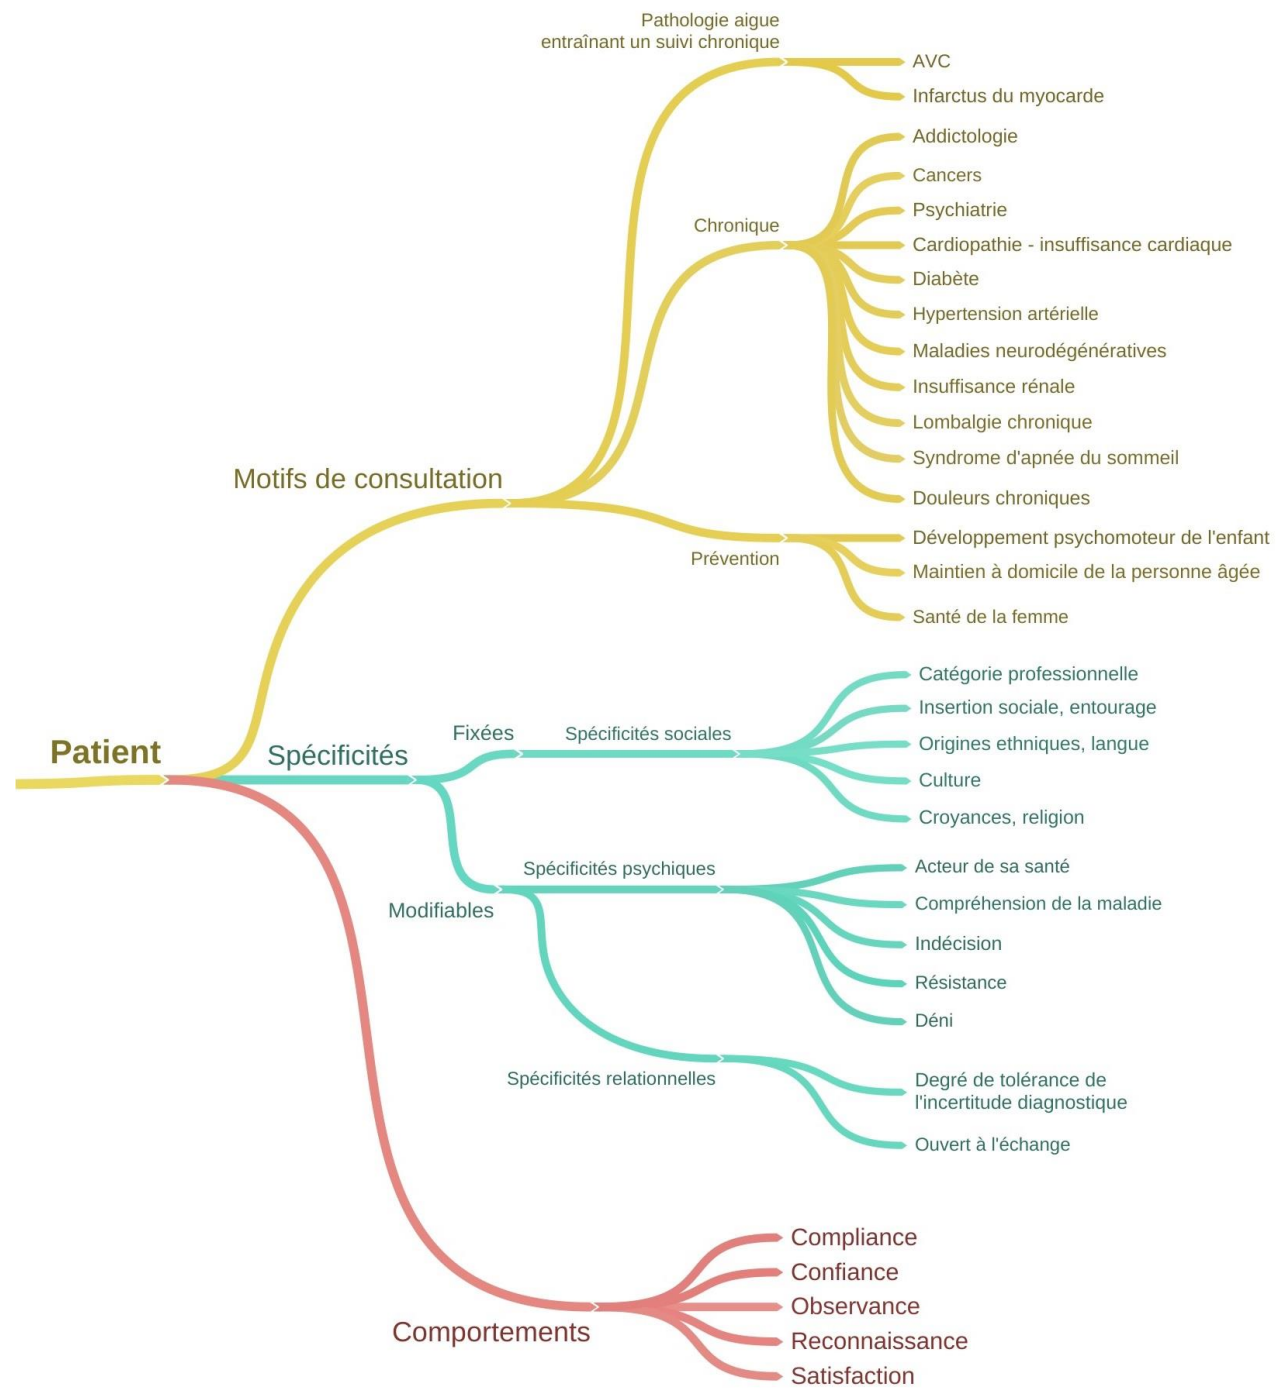 Pathologie aigue
entraînant un suivi chronique
AVC
Infarctus du myocarde
Addictologie
Cancers
Psychiatrie
Chronique
Cardiopathie - insuffisance cardiaque
Diabète
Hypertension artérielle
Maladies neurodégénératives
Insuffisance rénale
Lombalgie chronique
Syndrome d'apnée du sommeil
Douleurs chroniques
Motifs de consultation
Prévention
Développement psychomoteur de l'enfant
Maintien à domicile de la personne âgée
Santé de la femme
Patient
Spécificités
Fixées
Spécificités sociales
Catégorie professionnelle
Insertion sociale, entourage
Origines ethniques, langue
Culture
Croyances, religion
Modifiables
Spécificités psychiques
Acteur de sa santé
Compréhension de la maladie
Indécision
Résistance
Déni
Spécificités relationnelles
Degré de tolérance de
l'incertitude diagnostique
Ouvert à l'échange
Comportements
Compliance
Confiance
Observance
Reconnaissance
Satisfaction